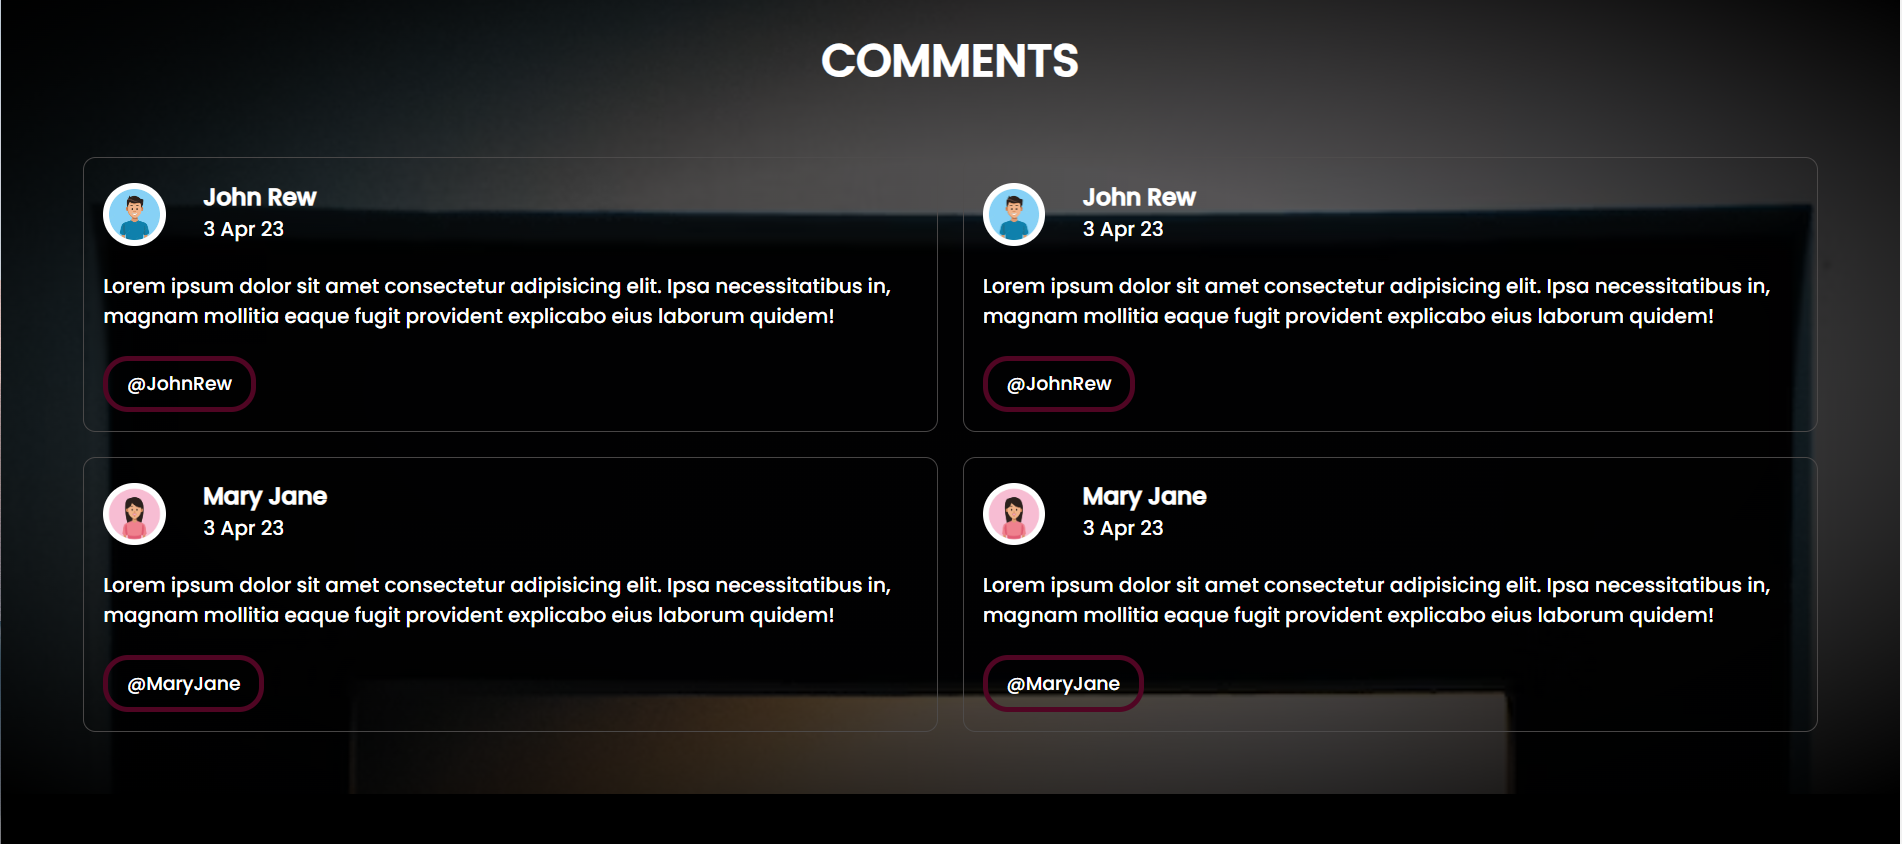 COMMENTS
John Rew
3 Apr 23
Lorem ipsum dolor sit amet consectetur adipisicing elit. Ipsa necessitatibus in,
magnam mollitia eaque fugit provident explicabo eius laborum quidem!
@JohnRew
John Rew
3 Apr 23
Lorem ipsum dolor sit amet consectetur adipisicing elit. Ipsa necessitatibus in,
magnam mollitia eaque fugit provident explicabo eius laborum quidem!
@JohnRew
Mary Jane
3 Apr 23
Lorem ipsum dolor sit amet consectetur adipisicing elit. Ipsa necessitatibus in,
magnam mollitia eaque fugit provident explicabo eius laborum quidem!
@MaryJane
Mary Jane
3 Apr 23
Lorem ipsum dolor sit amet consectetur adipisicing elit. Ipsa necessitatibus in,
magnam mollitia eaque fugit provident explicabo eius laborum quidem!
@MaryJane